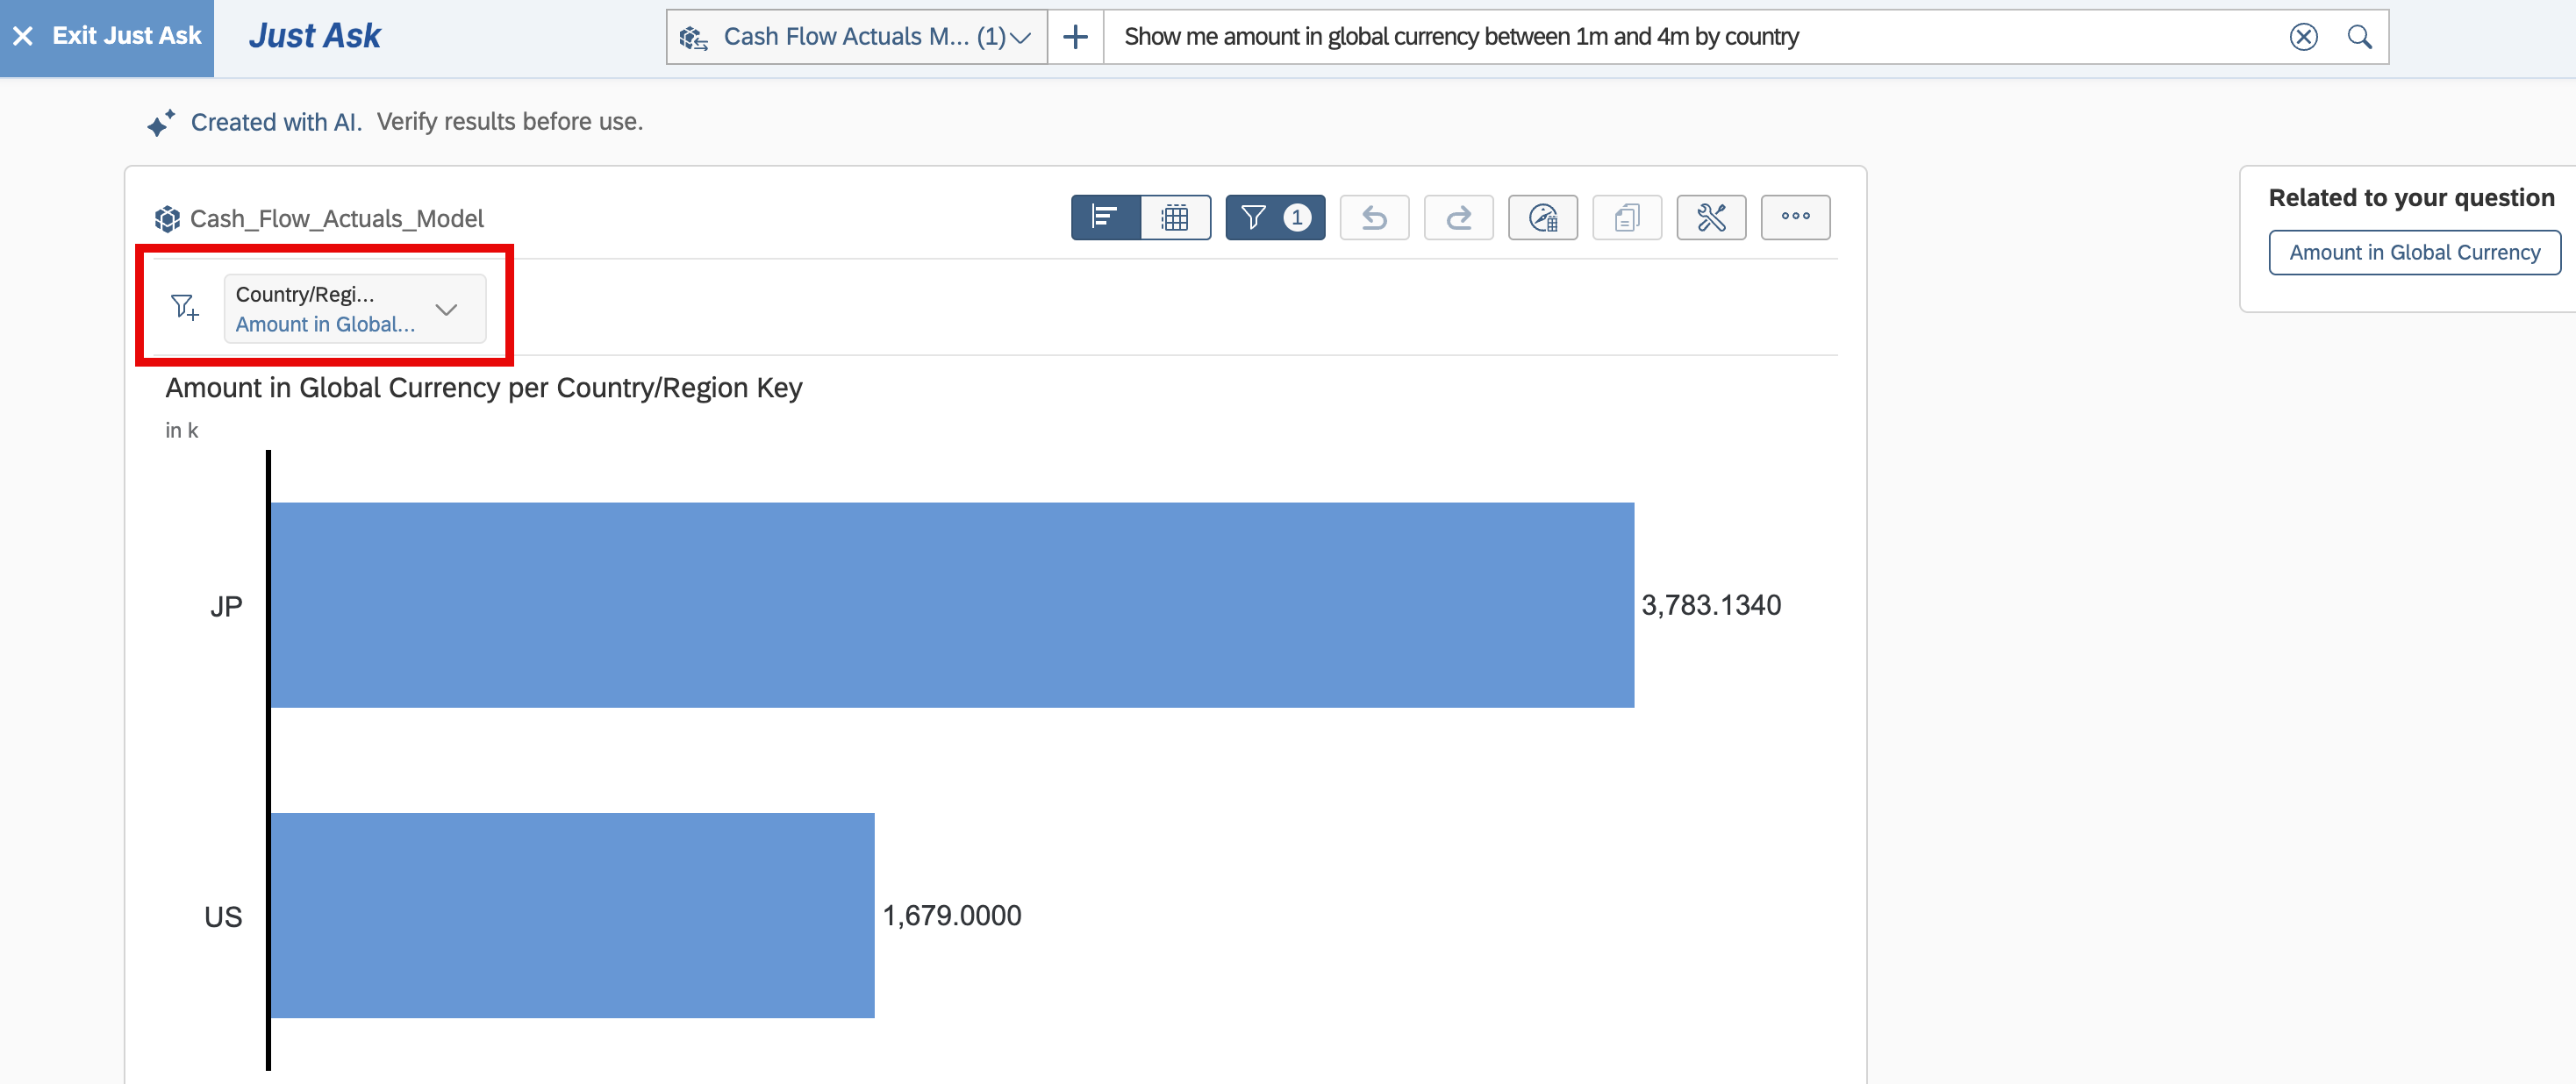 Exit Just Ask
Just Ask
Cash Flow Actuals M... (1)
Show me amount in global currency between 1m and 4m by country
Created with AI. Verify results before use.
Cash_Flow_Actuals_Model
1
Related to your question
Amount in Global Currency
Country/Regi...
Amount in Global...
Amount in Global Currency per Country/Region Key
in k
JP
3,783.1340
US
1,679.0000